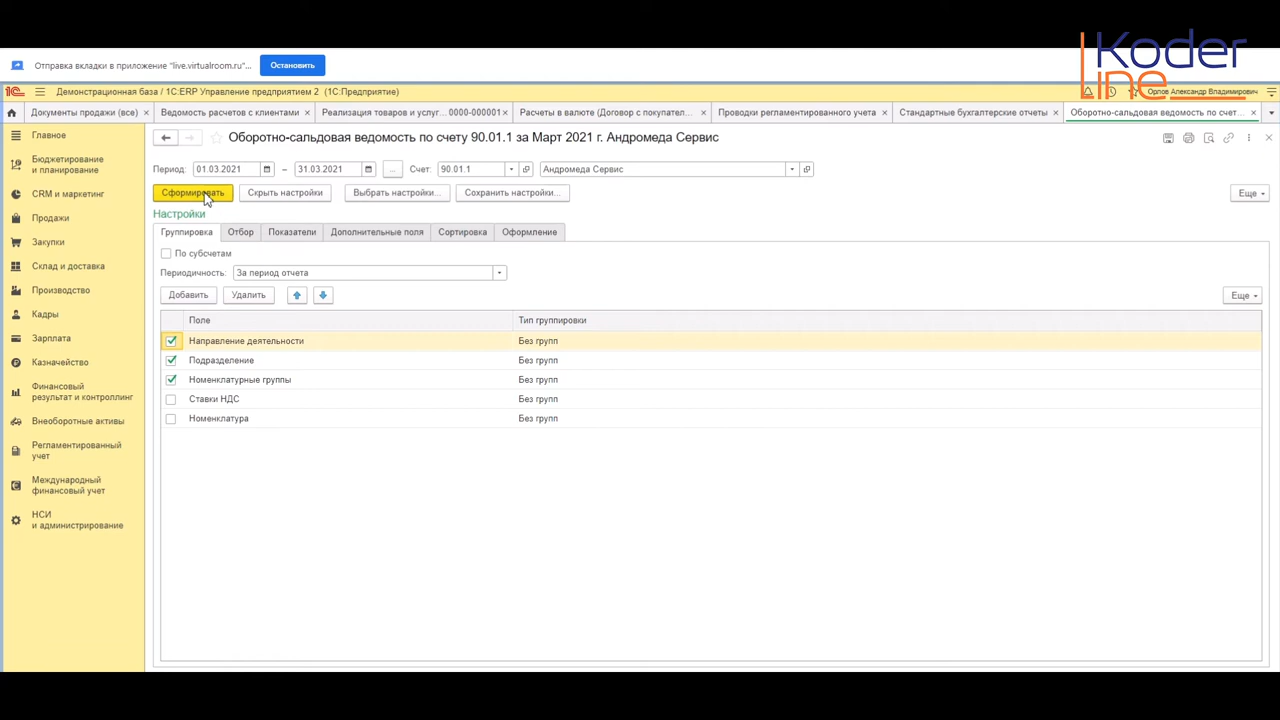 Koder
Line
Отправка вкладки в приложение "live.virtualroom.ru"...
Остановить
Демонстрационная база / 1C:ERP Управление предприятием 2 (1С:Предприятие)
Орлов Александр Владимирович
Документы продажи (все) ×
Ведомость расчетов с клиентами ×
Реализация товаров и услуг... 0000-000001 ×
Расчеты в валюте (Договор с покупател... ×
Проводки регламентированного учета ×
Стандартные бухгалтерские отчеты ×
Оборотно-сальдовая ведомость по счет... ×
Главное
Бюджетирование
и планирование
CRM и маркетинг
Продажи
Закупки
Склад и доставка
Производство
Кадры
Зарплата
Казначейство
Финансовый
результат и контроллинг
Внеоборотные активы
Регламентированный
учет
Международный
финансовый учет
НСИ
и администрирование
Оборотно-сальдовая ведомость по счету 90.01.1 за Март 2021 г. Андромеда Сервис
Период: 01.03.2021 – 31.03.2021 ... Счет: 90.01.1 Андромеда Сервис
Сформировать Скрыть настройки Выбрать настройки... Сохранить настройки... Еще
Настройки
Группировка Отбор Показатели Дополнительные поля Сортировка Оформление
По субсчетам
Периодичность: За период отчета
Добавить Удалить Еще
Поле Тип группировки
Направление деятельности Без групп
Подразделение Без групп
Номенклатурные группы Без групп
Ставки НДС Без групп
Номенклатура Без групп